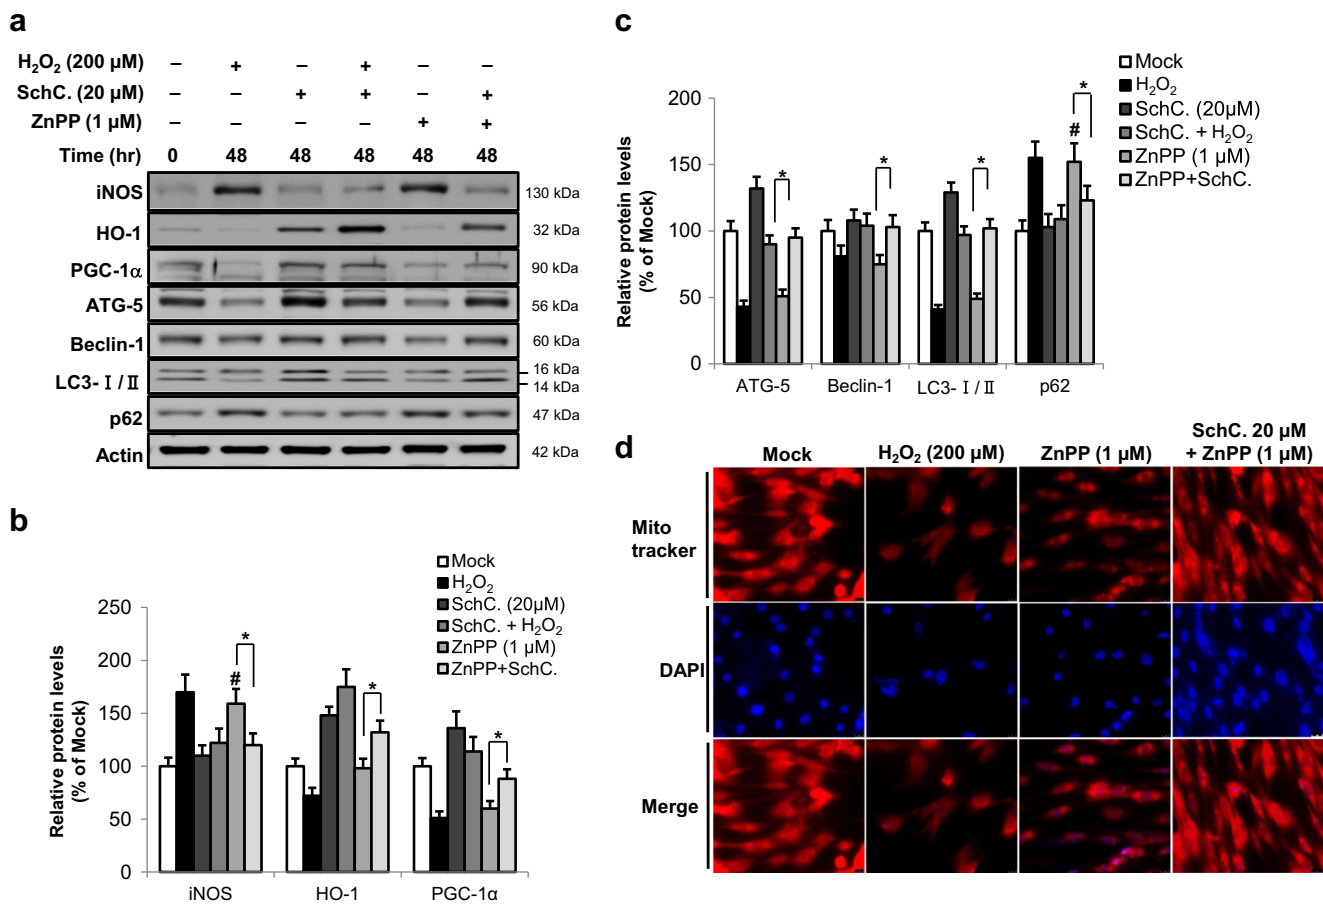 a
H₂O₂ (200 µM) – + – + – –
SchC. (20 µM) – – + + – +
ZnPP (1 µM) – – – – + +
Time (hr) 0 48 48 48 48 48
iNOS 130 kDa
HO-1 32 kDa
PGC-1α 90 kDa
ATG-5 56 kDa
Beclin-1 60 kDa
LC3- I / II 16 kDa
14 kDa
p62 47 kDa
Actin 42 kDa
b
Mock
H₂O₂
SchC. (20µM)
SchC. + H₂O₂
ZnPP (1 µM)
ZnPP+SchC.
Relative protein levels
(% of Mock)
250
200
150
100
50
0
#
*
*
*
iNOS HO-1 PGC-1α
c
Mock
H₂O₂
SchC. (20µM)
SchC. + H₂O₂
ZnPP (1 µM)
ZnPP+SchC.
Relative protein levels
(% of Mock)
200
150
100
50
0
*
*
*
*
#
ATG-5 Beclin-1 LC3- I / II p62
d
Mock H₂O₂ (200 µM) ZnPP (1 µM) SchC. 20 µM
+ ZnPP (1 µM)
Mito
tracker
DAPI
Merge